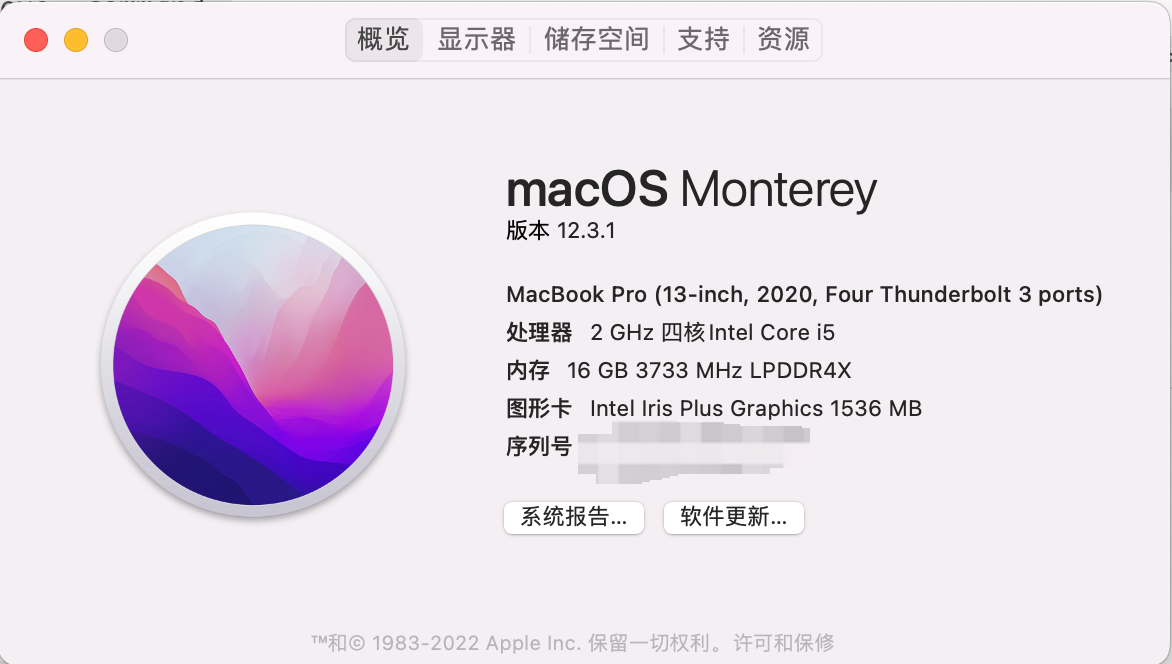 概览 显示器 储存空间 支持 资源
macOS Monterey
版本 12.3.1
MacBook Pro (13-inch, 2020, Four Thunderbolt 3 ports)
处理器 2 GHz 四核Intel Core i5
内存 16 GB 3733 MHz LPDDR4X
图形卡 Intel Iris Plus Graphics 1536 MB
序列号
系统报告... 软件更新...
™和© 1983-2022 Apple Inc. 保留一切权利。许可和保修